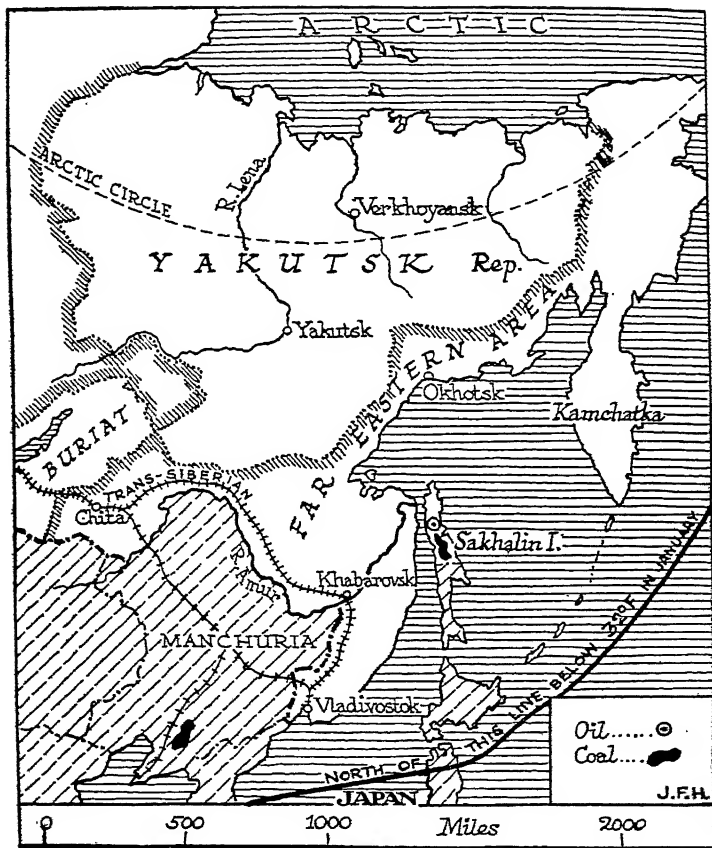 ARCTIC
ARCTIC CIRCLE
R. Lena
Verkhoyansk
YAKUTSK Rep.
Yakutsk
FAR EASTERN AREA
Okhotsk
Kamchatka
BURIAT
TRANS-SIBERIAN
Chita
R. Amur
Sakhalin I.
Khabarovsk
MANCHURIA
Vladivostok
NORTH OF THIS LINE BELOW 32°F IN JANUARY
JAPAN
Oil......
Coal....
J.F.H.
0 500 1000 Miles 2000